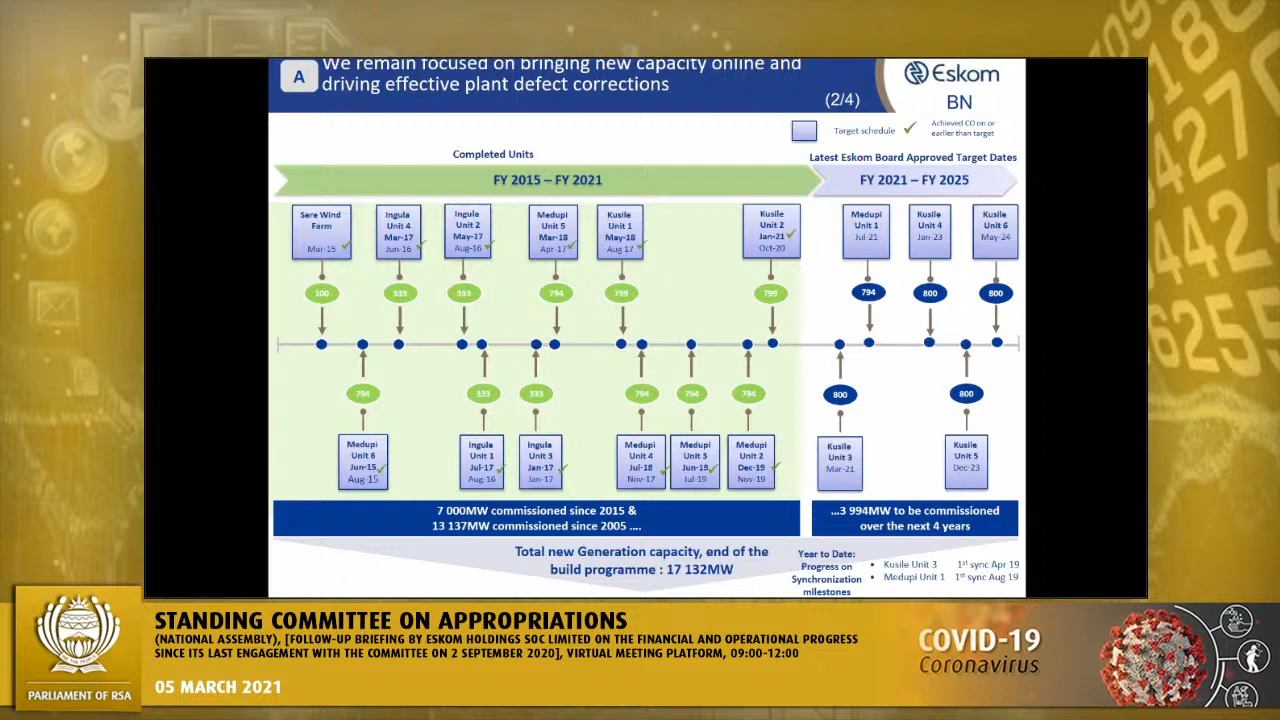 We remain focused on bringing new capacity online and
driving effective plant defect corrections
A
(2/4)
Eskom
BN
Target schedule
Achieved CO on or
earlier than target
Completed Units
Latest Eskom Board Approved Target Dates
FY 2015 – FY 2021
FY 2021 – FY 2025
Sere Wind
Farm
Mar-15
Ingula
Unit 4
Mar-17
Jun-16
Ingula
Unit 2
May-17
Aug-16
Medupi
Unit 5
Mar-18
Apr-17
Kusile
Unit 1
May-18
Aug 17
Kusile
Unit 2
Jan-21
Oct-20
Medupi
Unit 1
Jul-21
Kusile
Unit 4
Jan-23
Kusile
Unit 6
May-24
100
333
333
794
799
799
794
800
800
794
333
333
794
794
794
800
800
Medupi
Unit 6
Jun-15
Aug-15
Ingula
Unit 1
Jul-17
Aug-16
Ingula
Unit 3
Jan-17
Jan-17
Medupi
Unit 4
Jul-18
Nov-17
Medupi
Unit 3
Jun-19
Jul-19
Medupi
Unit 2
Dec-19
Nov-19
Kusile
Unit 3
Mar-21
Kusile
Unit 5
Dec-23
7 000MW commissioned since 2015 &
13 137MW commissioned since 2005 ....
...3 994MW to be commissioned
over the next 4 years
Total new Generation capacity, end of the
build programme : 17 132MW
Year to Date:
Progress on
Synchronization
milestones
• Kusile Unit 3 1st sync Apr 19
• Medupi Unit 1 1st sync Aug 19
STANDING COMMITTEE ON APPROPRIATIONS
(NATIONAL ASSEMBLY), [FOLLOW-UP BRIEFING BY ESKOM HOLDINGS SOC LIMITED ON THE FINANCIAL AND OPERATIONAL PROGRESS
SINCE ITS LAST ENGAGEMENT WITH THE COMMITTEE ON 2 SEPTEMBER 2020], VIRTUAL MEETING PLATFORM, 09:00-12:00
05 MARCH 2021
PARLIAMENT OF RSA
COVID-19
Coronavirus